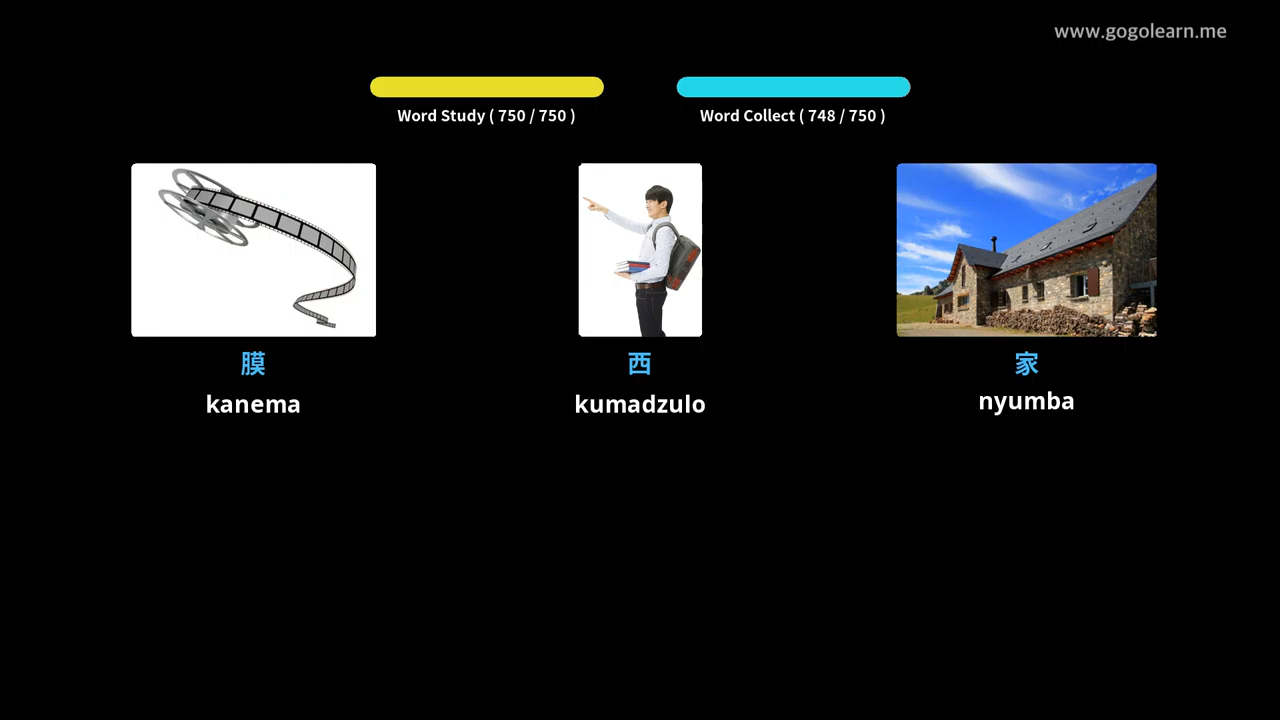 www.gogolearn.me
Word Study ( 750 / 750 )
Word Collect ( 748 / 750 )
膜
西
家
kanema
kumadzulo
nyumba